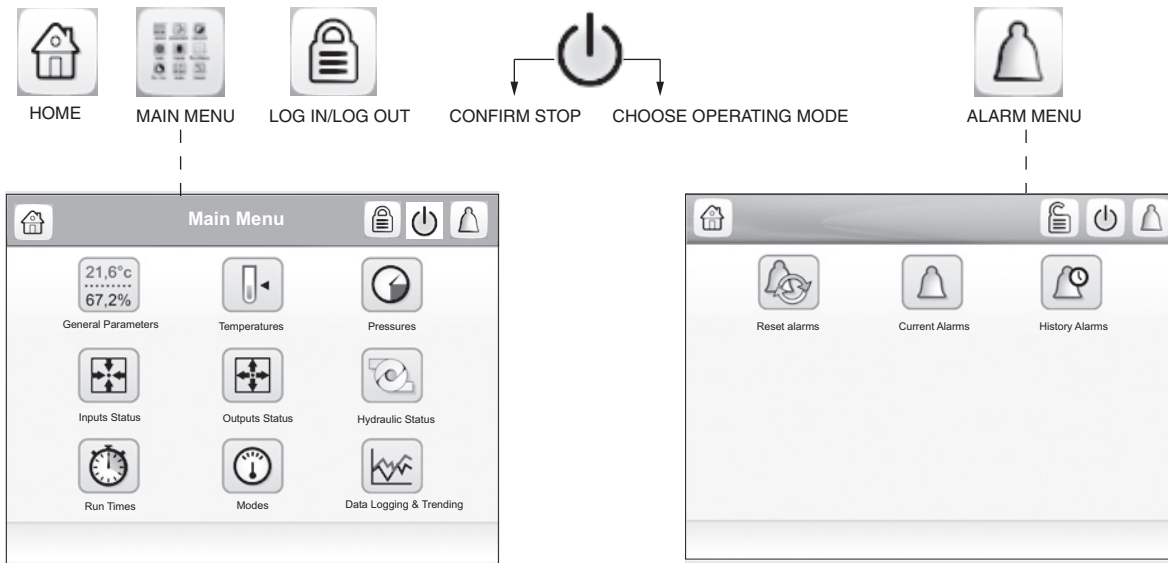 HOME MAIN MENU LOG IN/LOG OUT CONFIRM STOP CHOOSE OPERATING MODE ALARM MENU
Main Menu
21,6°c
67,2%
General Parameters Temperatures Pressures
Inputs Status Outputs Status Hydraulic Status
Run Times Modes Data Logging & Trending
Reset alarms Current Alarms History Alarms